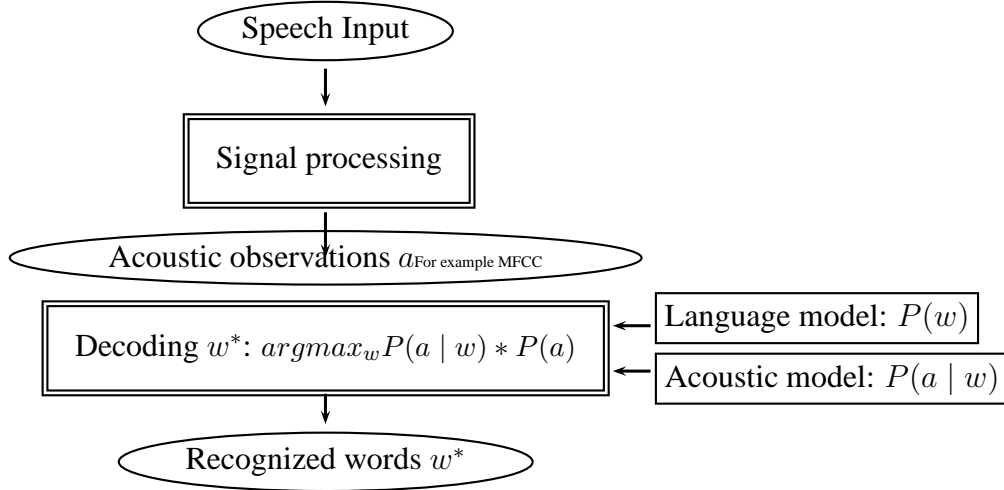 Speech Input
Signal processing
Acoustic observations a For example MFCC
Language model: P(w)
Decoding w*: argmax_w P(a | w) * P(a)
Acoustic model: P(a | w)
Recognized words w*